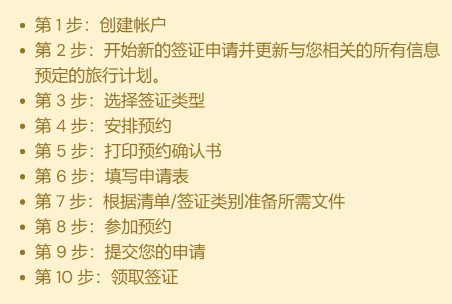 • 第 1 步：创建帐户
• 第 2 步：开始新的签证申请并更新与您相关的所有信息
预定的旅行计划。
• 第 3 步：选择签证类型
• 第 4 步：安排预约
• 第 5 步：打印预约确认书
• 第 6 步：填写申请表
• 第 7 步：根据清单/签证类别准备所需文件
• 第 8 步：参加预约
• 第 9 步：提交您的申请
• 第 10 步：领取签证